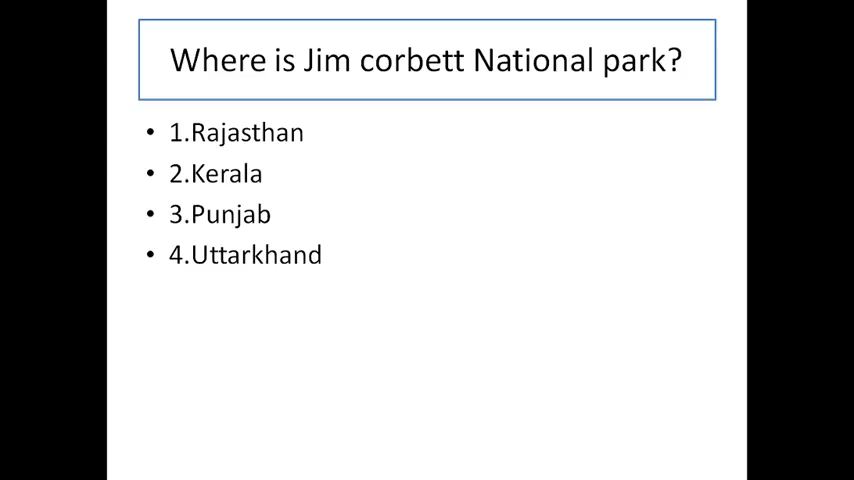 Where is Jim corbett National park?
• 1.Rajasthan
• 2.Kerala
• 3.Punjab
• 4.Uttarkhand